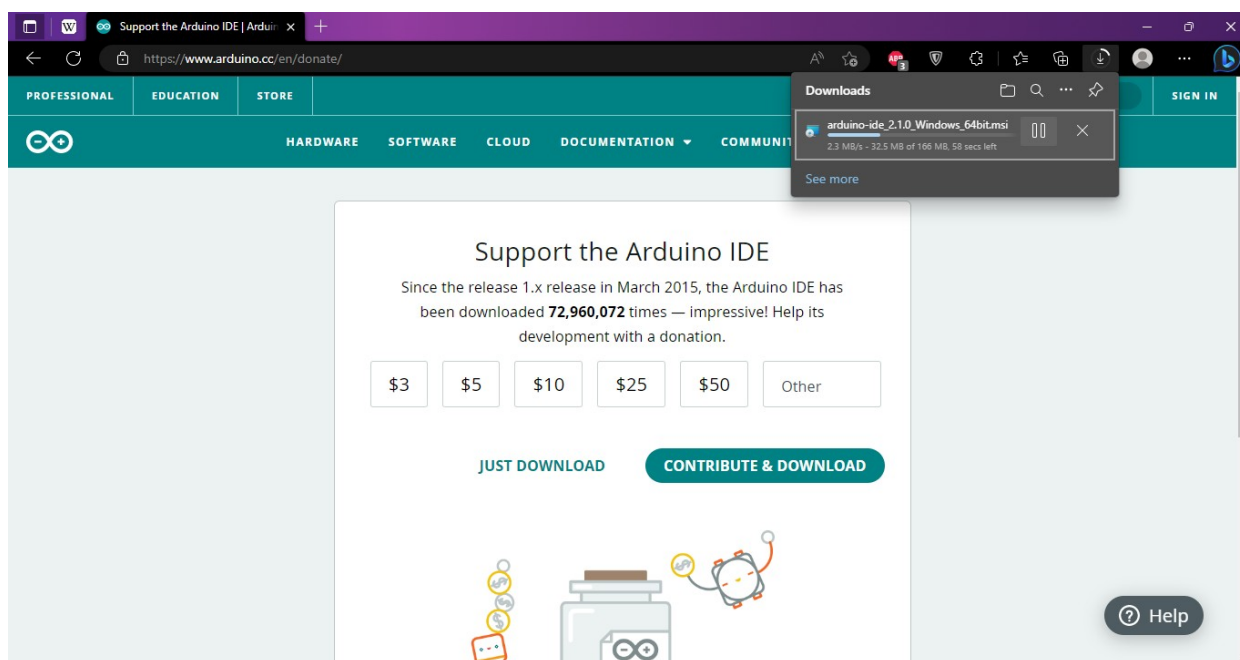 Support the Arduino IDE | Arduin
https://www.arduino.cc/en/donate/
ABP
3
Downloads
arduino-ide_2.1.0_Windows_64bit.msi
2.3 MB/s - 32.5 MB of 166 MB, 58 secs left
See more
PROFESSIONAL EDUCATION STORE SIGN IN
HARDWARE SOFTWARE CLOUD DOCUMENTATION COMMUNI
Support the Arduino IDE
Since the release 1.x release in March 2015, the Arduino IDE has
been downloaded 72,960,072 times — impressive! Help its
development with a donation.
$3 $5 $10 $25 $50 Other
JUST DOWNLOAD CONTRIBUTE & DOWNLOAD
Help